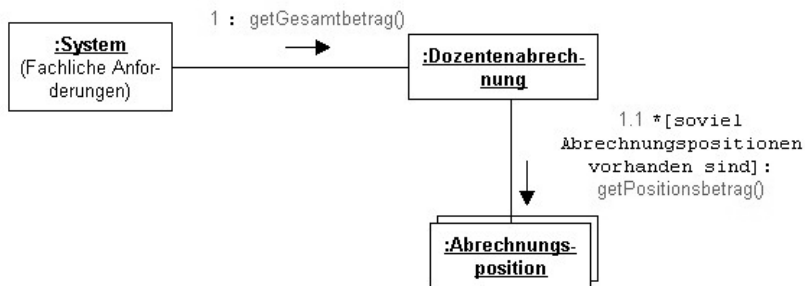 1 : getGesamtbetrag()
:System
(Fachliche Anfor-
derungen)
:Dozentenabrech-
nung
1.1 *[soviel
Abrechnungspositionen
vorhanden sind]:
getPositionsbetrag()
:Abrechnungs-
position